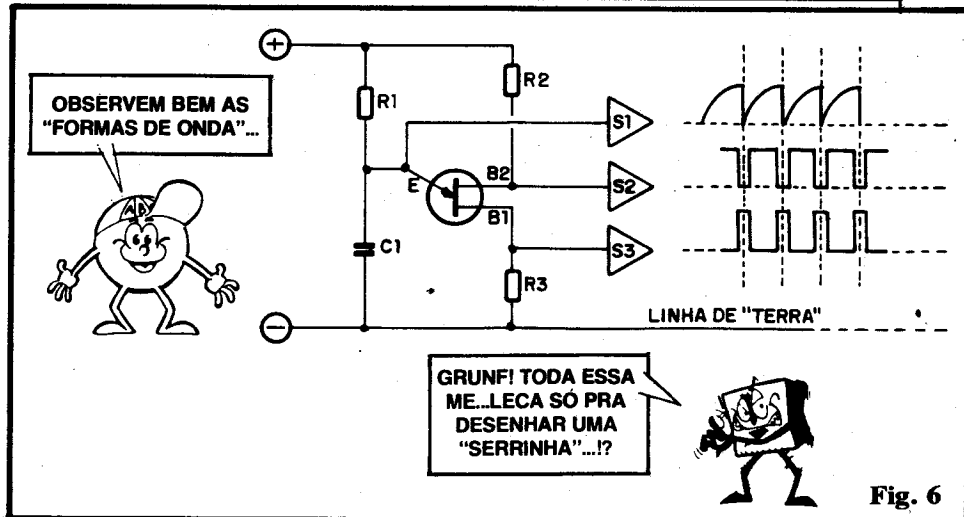 OBSERVEM BEM AS
"FORMAS DE ONDA"...
+
R1
R2
S1
E
B2
S2
B1
C1
S3
R3
−
LINHA DE "TERRA"
GRUNF! TODA ESSA
ME...LECA SÓ PRA
DESENHAR UMA
"SERRINHA"...!?
Fig. 6